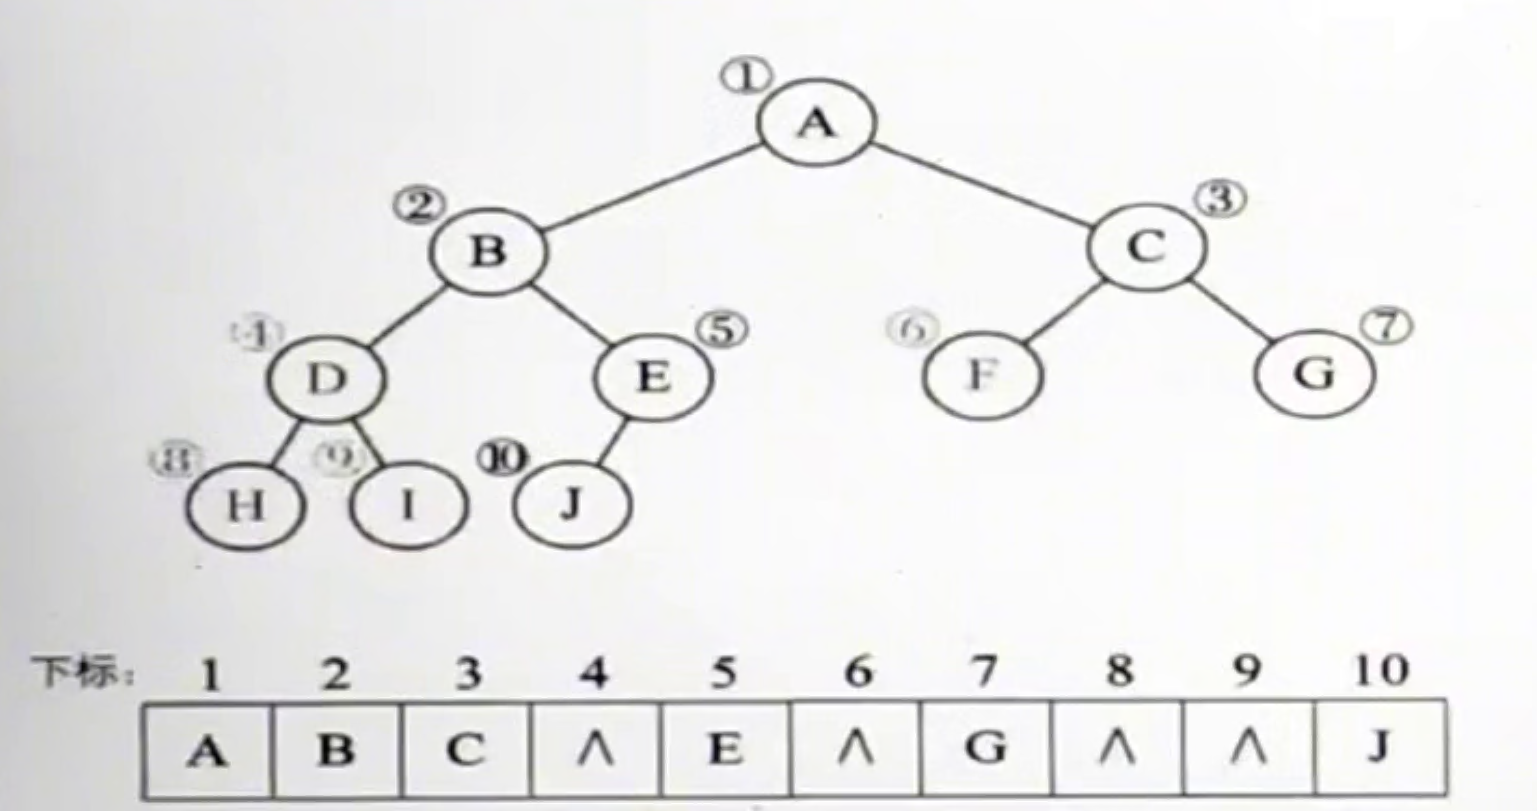 ① A
② B C ③
④ D E ⑤ ⑥ F G ⑦
⑧ H ⑨ I ⑩ J
下标: 1 2 3 4 5 6 7 8 9 10
A B C ∧ E ∧ G ∧ ∧ J